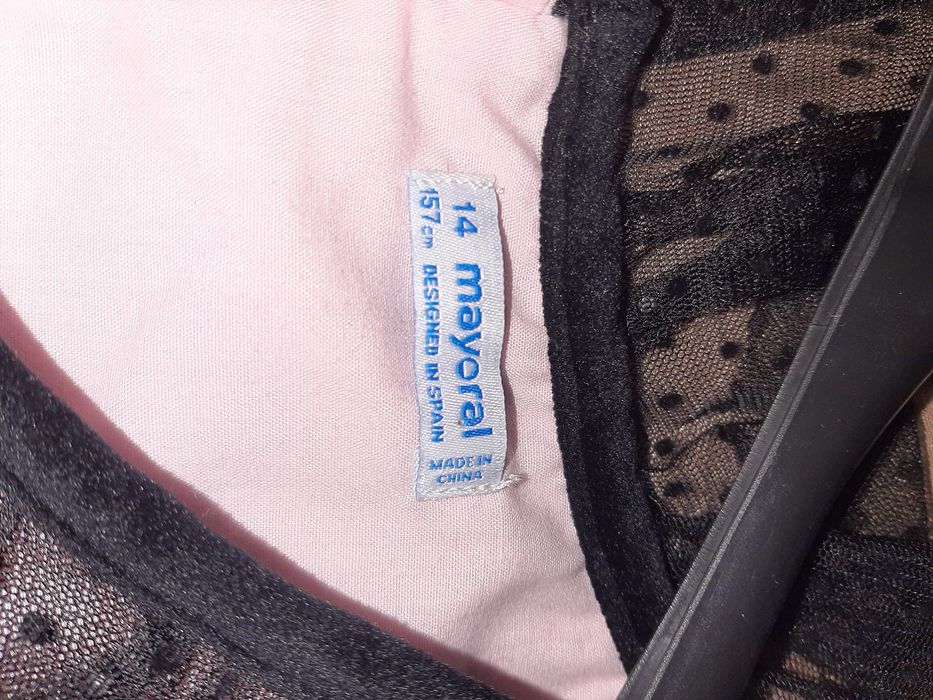 14 mayoral
157cm DESIGNED IN SPAIN
MADE IN
CHINA